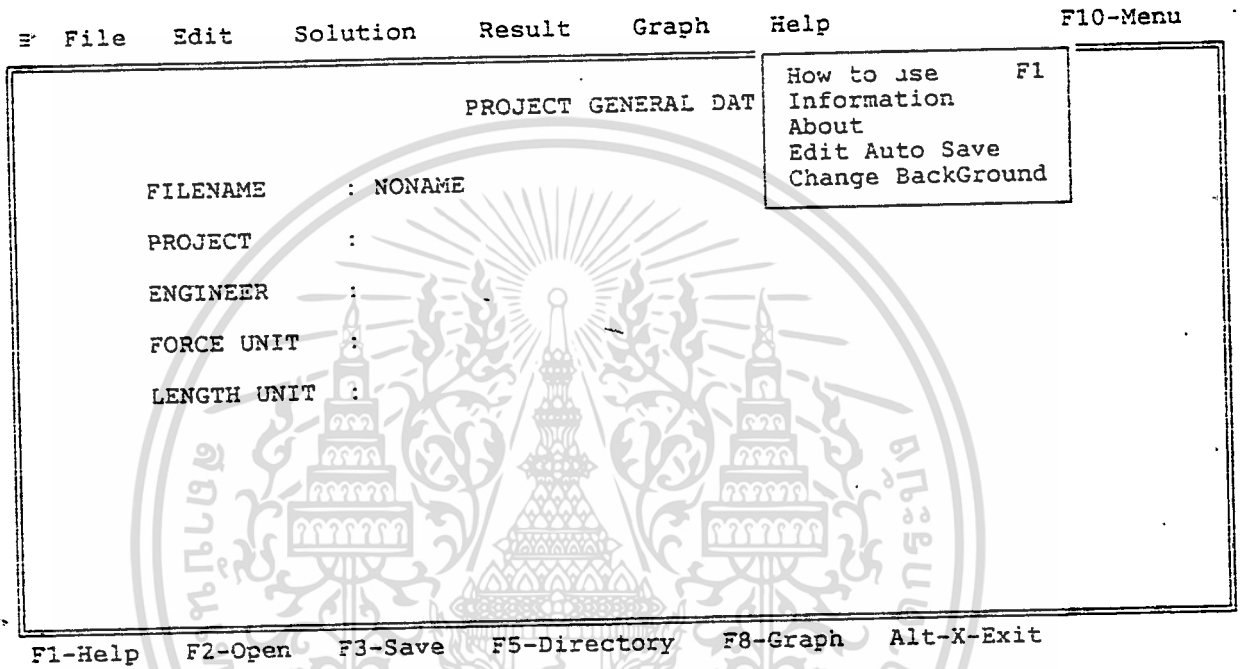 ≡ File Edit Solution Result Graph Help F10-Menu
How to use F1
Information
About
Edit Auto Save
Change BackGround
PROJECT GENERAL DAT
FILENAME : NONAME
PROJECT :
ENGINEER :
FORCE UNIT :
LENGTH UNIT :
F1-Help F2-Open F3-Save F5-Directory F8-Graph Alt-X-Exit